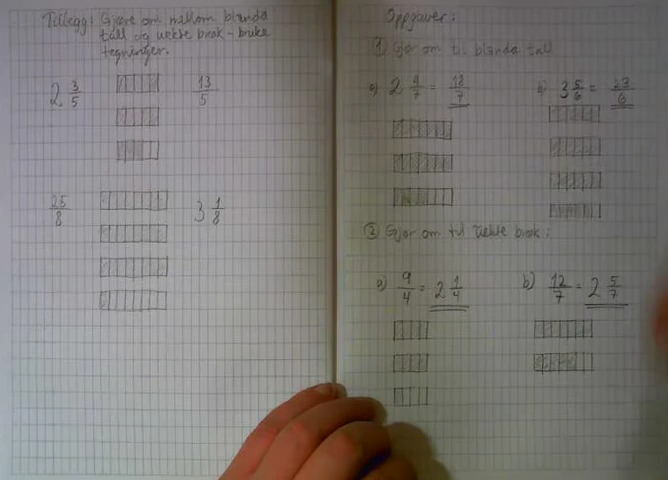 Tillegg: Gjøre om mellom blanda
tall og uekte brøk - bruke
tegninger.
2 3/5
13/5
25/8
3 1/8
Oppgaver:
1) Gjør om til blanda tall
a) 2 4/7 = 18/7
3 5/6 = 23/6
2 Gjør om til uekte brøk:
a) 9/4 = 2 1/4
b) 12/7 = 2 5/7